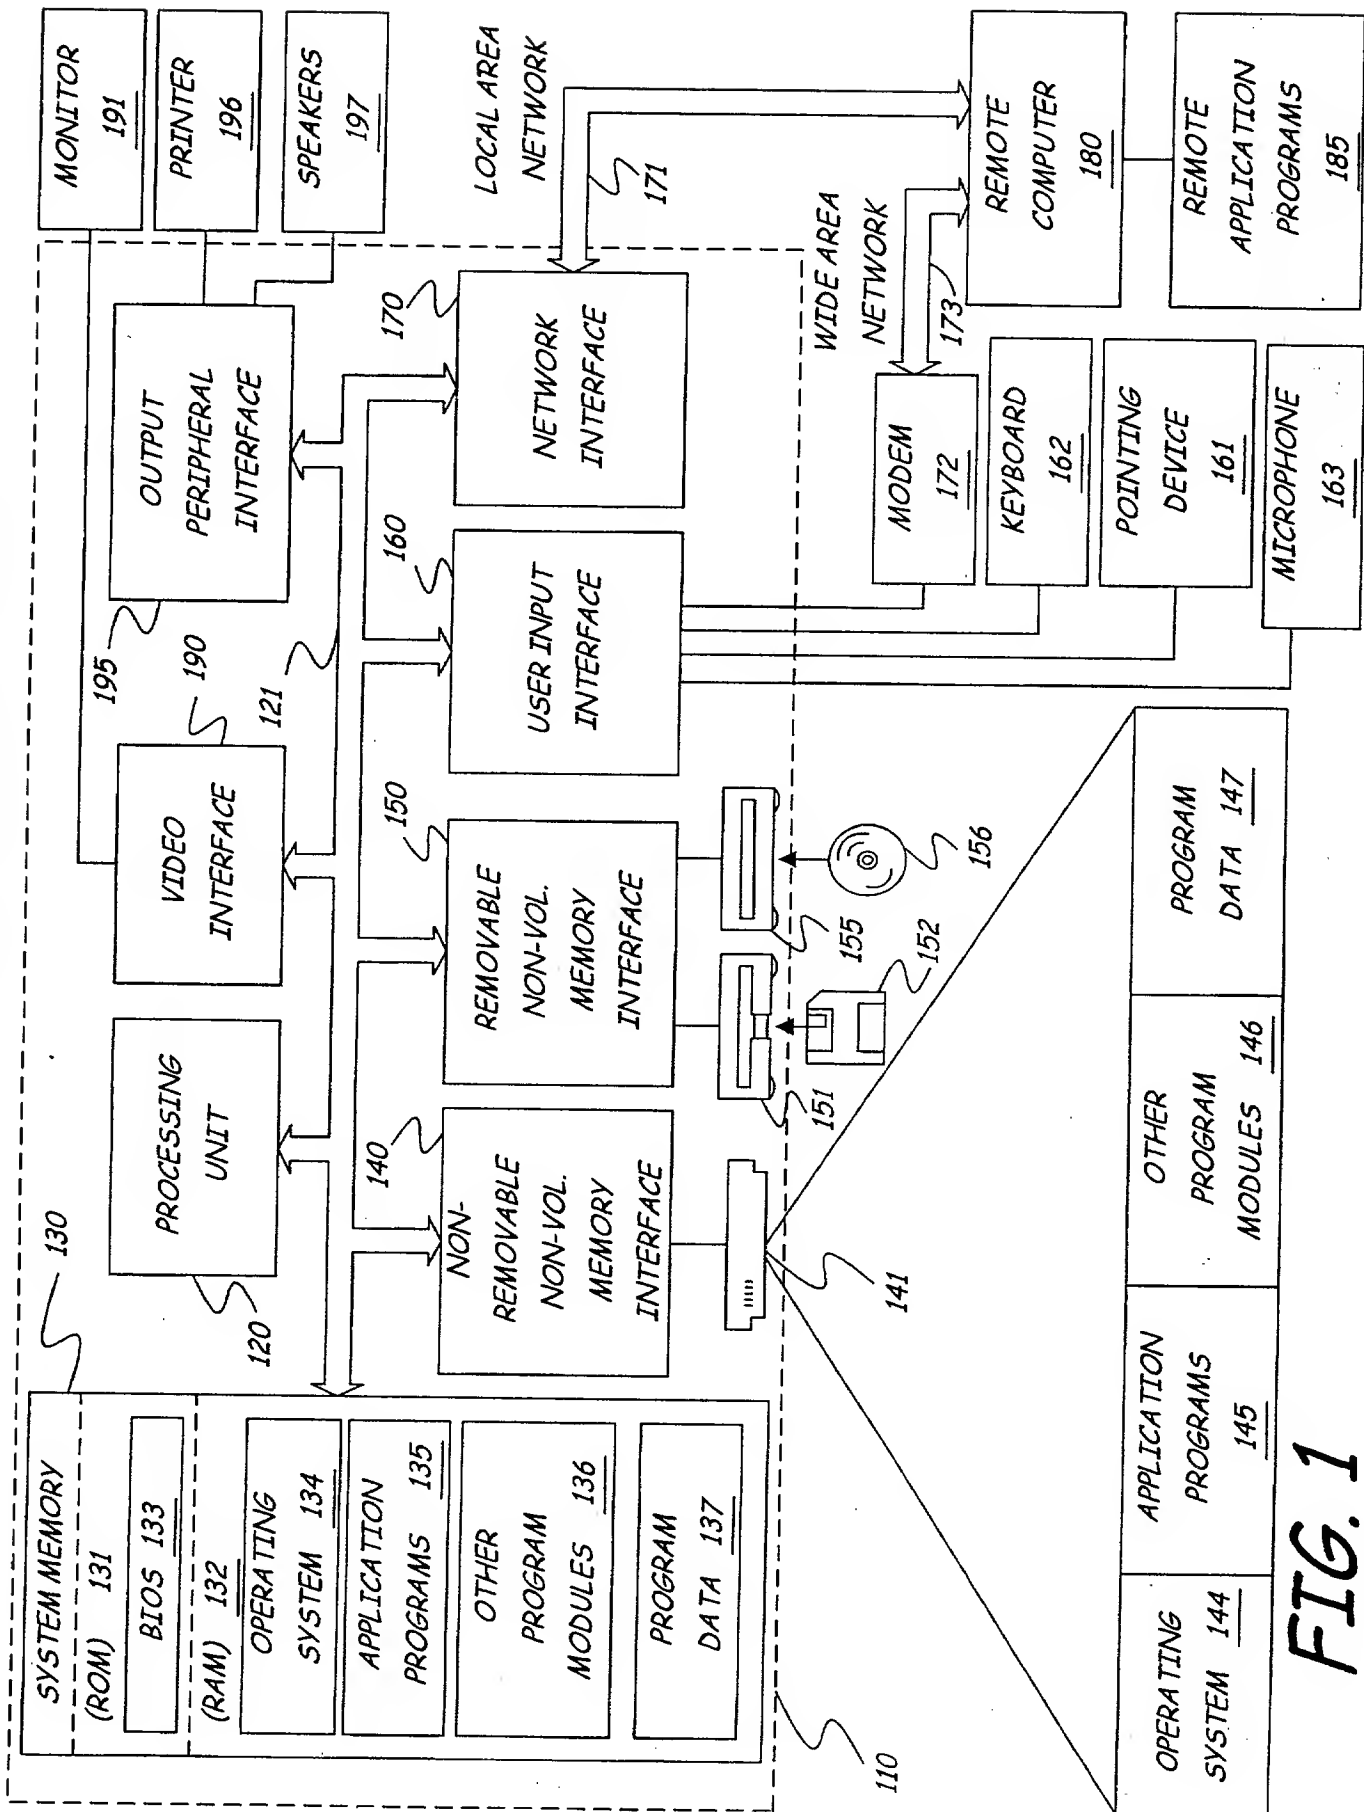 SYSTEM MEMORY
130
(ROM) 131
BIOS 133
(RAM) 132
OPERATING
SYSTEM 134
APPLICATION
PROGRAMS 135
OTHER
PROGRAM
MODULES 136
PROGRAM
DATA 137
110
PROCESSING
UNIT
120
VIDEO
INTERFACE
190
121
OUTPUT
PERIPHERAL
INTERFACE
195
MONITOR
191
PRINTER
196
SPEAKERS
197
140
NON-
REMOVABLE
NON-VOL.
MEMORY
INTERFACE
150
REMOVABLE
NON-VOL.
MEMORY
INTERFACE
160
USER INPUT
INTERFACE
170
NETWORK
INTERFACE
LOCAL AREA
NETWORK
171
141
151
152
155
156
WIDE AREA
NETWORK
173
MODEM
172
KEYBOARD
162
POINTING
DEVICE
161
MICROPHONE
163
REMOTE
COMPUTER
180
REMOTE
APPLICATION
PROGRAMS
185
OPERATING
SYSTEM 144
APPLICATION
PROGRAMS
145
OTHER
PROGRAM
MODULES 146
PROGRAM
DATA 147
FIG. 1